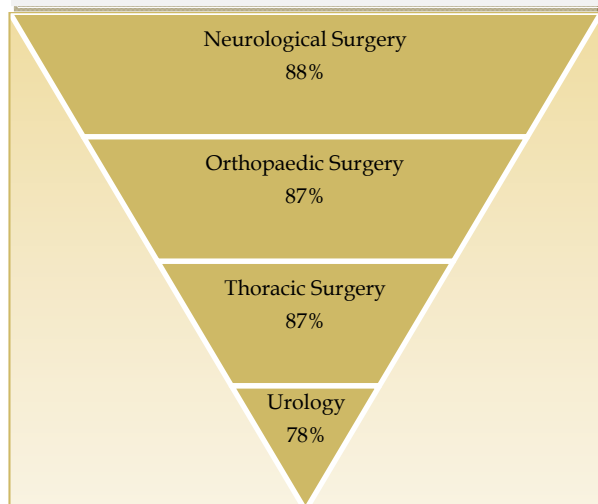 Neurological Surgery
88%
Orthopaedic Surgery
87%
Thoracic Surgery
87%
Urology
78%